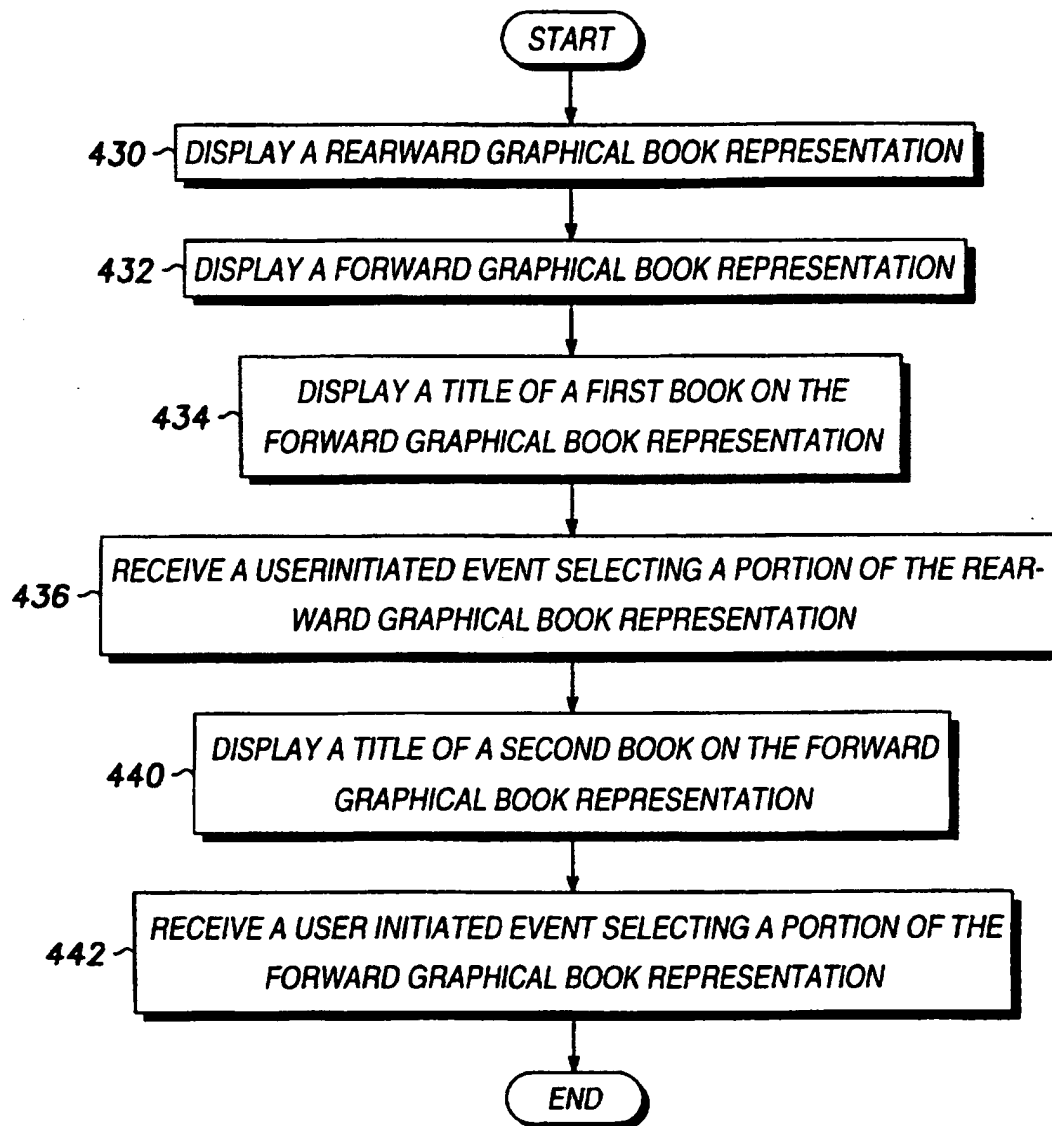 START
430 DISPLAY A REARWARD GRAPHICAL BOOK REPRESENTATION
432 DISPLAY A FORWARD GRAPHICAL BOOK REPRESENTATION
DISPLAY A TITLE OF A FIRST BOOK ON THE
434
FORWARD GRAPHICAL BOOK REPRESENTATION
RECEIVE A USERINITIATED EVENT SELECTING A PORTION OF THE REAR-
436
WARD GRAPHICAL BOOK REPRESENTATION
DISPLAY A TITLE OF A SECOND BOOK ON THE FORWARD
440
GRAPHICAL BOOK REPRESENTATION
RECEIVE A USER INITIATED EVENT SELECTING A PORTION OF THE
442
FORWARD GRAPHICAL BOOK REPRESENTATION
END